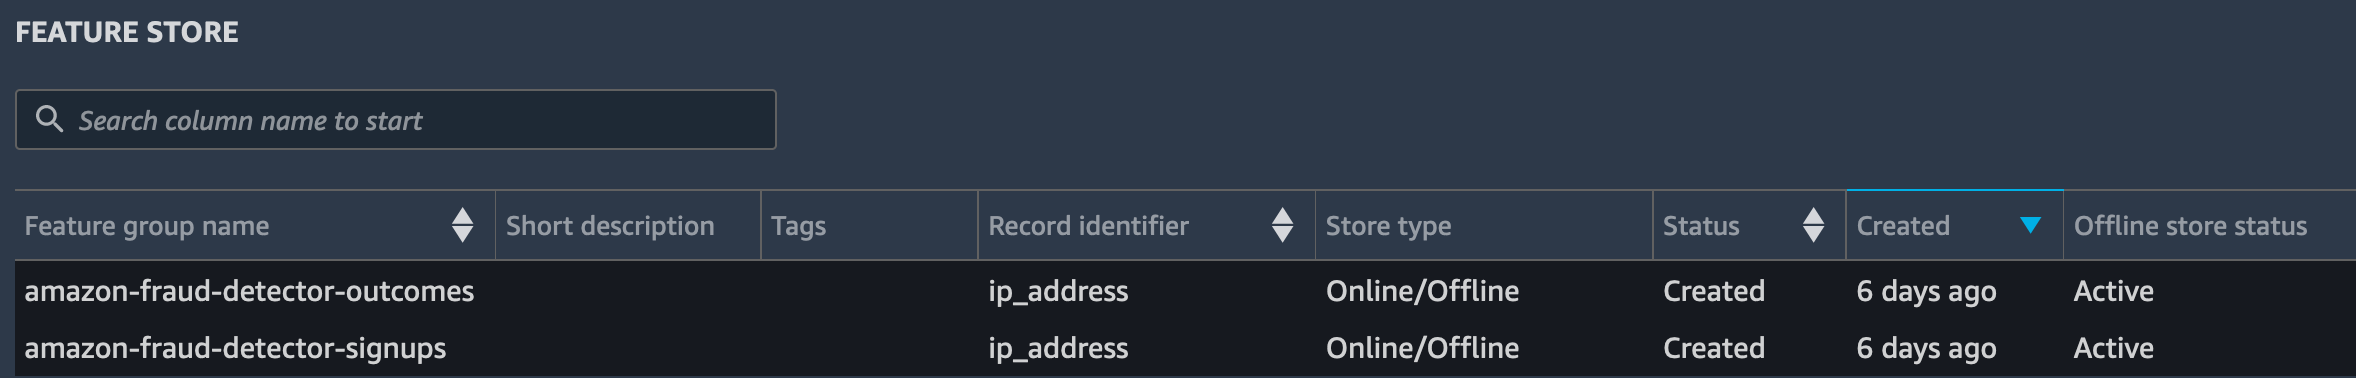 FEATURE STORE
Search column name to start
Feature group name Short description Tags Record identifier Store type Status Created Offline store status
amazon-fraud-detector-outcomes ip_address Online/Offline Created 6 days ago Active
amazon-fraud-detector-signups ip_address Online/Offline Created 6 days ago Active